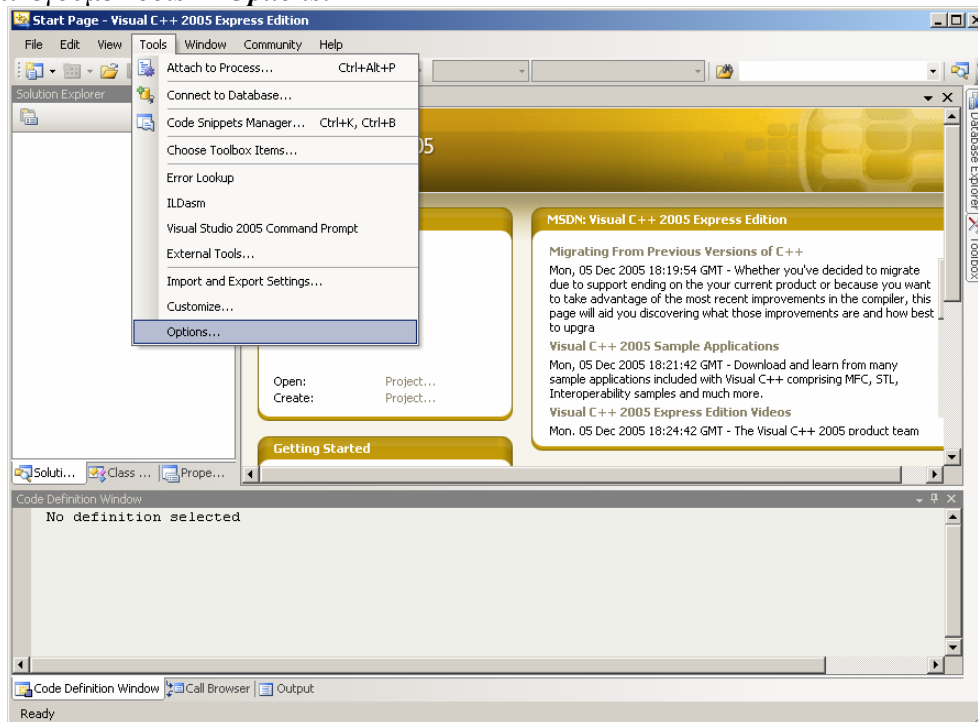 Tools Options.
Start Page - Visual C++ 2005 Express Edition
File Edit View Tools Window Community Help
Attach to Process... Ctrl+Alt+P
Connect to Database...
Code Snippets Manager... Ctrl+K, Ctrl+B
Choose Toolbox Items...
Error Lookup
ILDasm
Visual Studio 2005 Command Prompt
External Tools...
Import and Export Settings...
Customize...
Options...
Solution Explorer
05
MSDN: Visual C++ 2005 Express Edition
Migrating From Previous Versions of C++
Mon, 05 Dec 2005 18:19:54 GMT - Whether you've decided to migrate
due to support ending on the your current product or because you want
to take advantage of the most recent improvements in the compiler, this
page will aid you discovering what those improvements are and how best
to upgra
Visual C++ 2005 Sample Applications
Mon, 05 Dec 2005 18:21:42 GMT - Download and learn from many
sample applications included with Visual C++ comprising MFC, STL,
Interoperability samples and much more.
Visual C++ 2005 Express Edition Videos
Mon, 05 Dec 2005 18:24:42 GMT - The Visual C++ 2005 product team
Open: Project...
Create: Project...
Getting Started
Database Explorer
Toolbox
Soluti... Class ... Prope...
Code Definition Window
No definition selected
Code Definition Window Call Browser Output
Ready